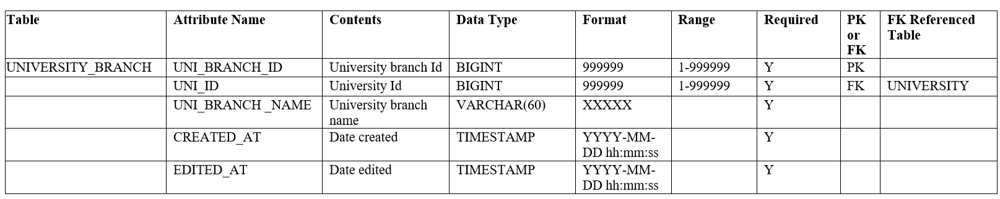 Table Attribute Name Contents Data Type Format Range Required PK or FK FK Referenced Table
UNIVERSITY_BRANCH UNI_BRANCH_ID University branch Id BIGINT 999999 1-999999 Y PK
UNI_ID University Id BIGINT 999999 1-999999 Y FK UNIVERSITY
UNI_BRANCH _NAME University branch name VARCHAR(60) XXXXX Y
CREATED_AT Date created TIMESTAMP YYYY-MM-DD hh:mm:ss Y
EDITED_AT Date edited TIMESTAMP YYYY-MM-DD hh:mm:ss Y